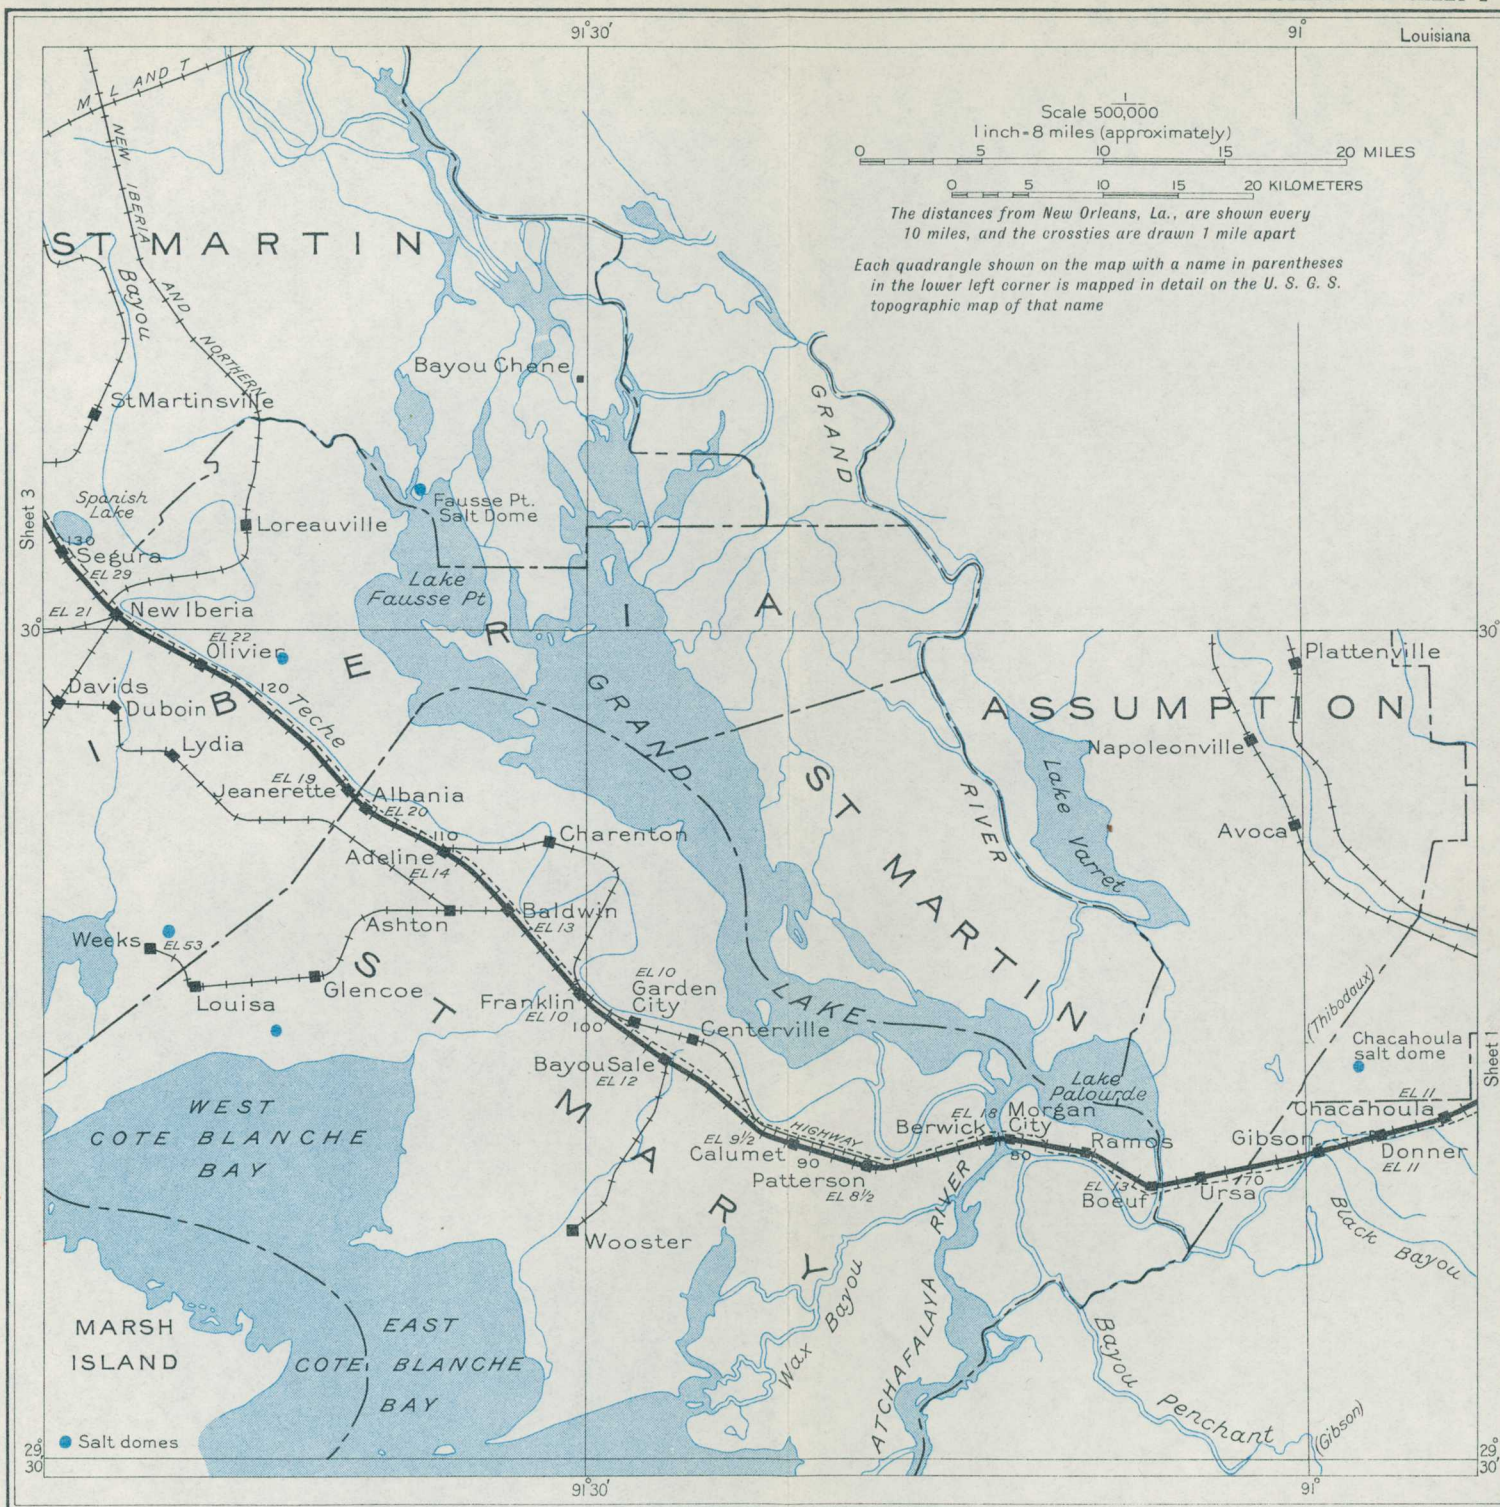 91°30'
91°
Louisiana
M L AND T
NEW IBERIA AND NORTHERN
Scale 1/500,000
1 inch=8 miles (approximately)
0 5 10 15 20 MILES
0 5 10 15 20 KILOMETERS
The distances from New Orleans, La., are shown every
10 miles, and the crossties are drawn 1 mile apart
Each quadrangle shown on the map with a name in parentheses
in the lower left corner is mapped in detail on the U. S. G. S.
topographic map of that name
ST MARTIN
Bayou
Bayou Chene
St Martinsville
GRAND
Sheet 3
Spanish
Lake
Fausse Pt.
Salt Dome
Loreauville
130
Segura
EL 29
Lake
Fausse Pt
EL 21
New Iberia
30°
30°
EL 22
Olivier
IBERIA
Plattenville
Davids
Duboin
120
Teche
GRAND
ASSUMPTION
Lydia
Napoleonville
EL 19
Jeanerette
Albania
EL 20
ST MARTIN
RIVER
Lake Varret
110
Charenton
Avoca
Adeline
EL 14
Baldwin
EL 13
Ashton
Weeks
EL 53
ST MARY
Louisa
Glencoe
EL 10
Garden
City
Franklin
EL 10
100
LAKE
Centerville
(Thibodaux)
Chacahoula
salt dome
Sheet 1
Bayou Sale
EL 12
Lake
Palourde
WEST
COTE BLANCHE
BAY
EL 18
Morgan
City
Berwick
EL 11
Chacahoula
HIGHWAY
EL 9½
Calumet
90
Patterson
EL 8½
80
Ramos
Gibson
Donner
EL 11
EL 13
Boeuf
70
Ursa
RIVER
Black Bayou
Wooster
Wax Bayou
ATCHAFALAYA
Bayou Penchant
MARSH
ISLAND
EAST
COTE BLANCHE
BAY
(Gibson)
Salt domes
29°
30'
29°
30'
91°30'
91°